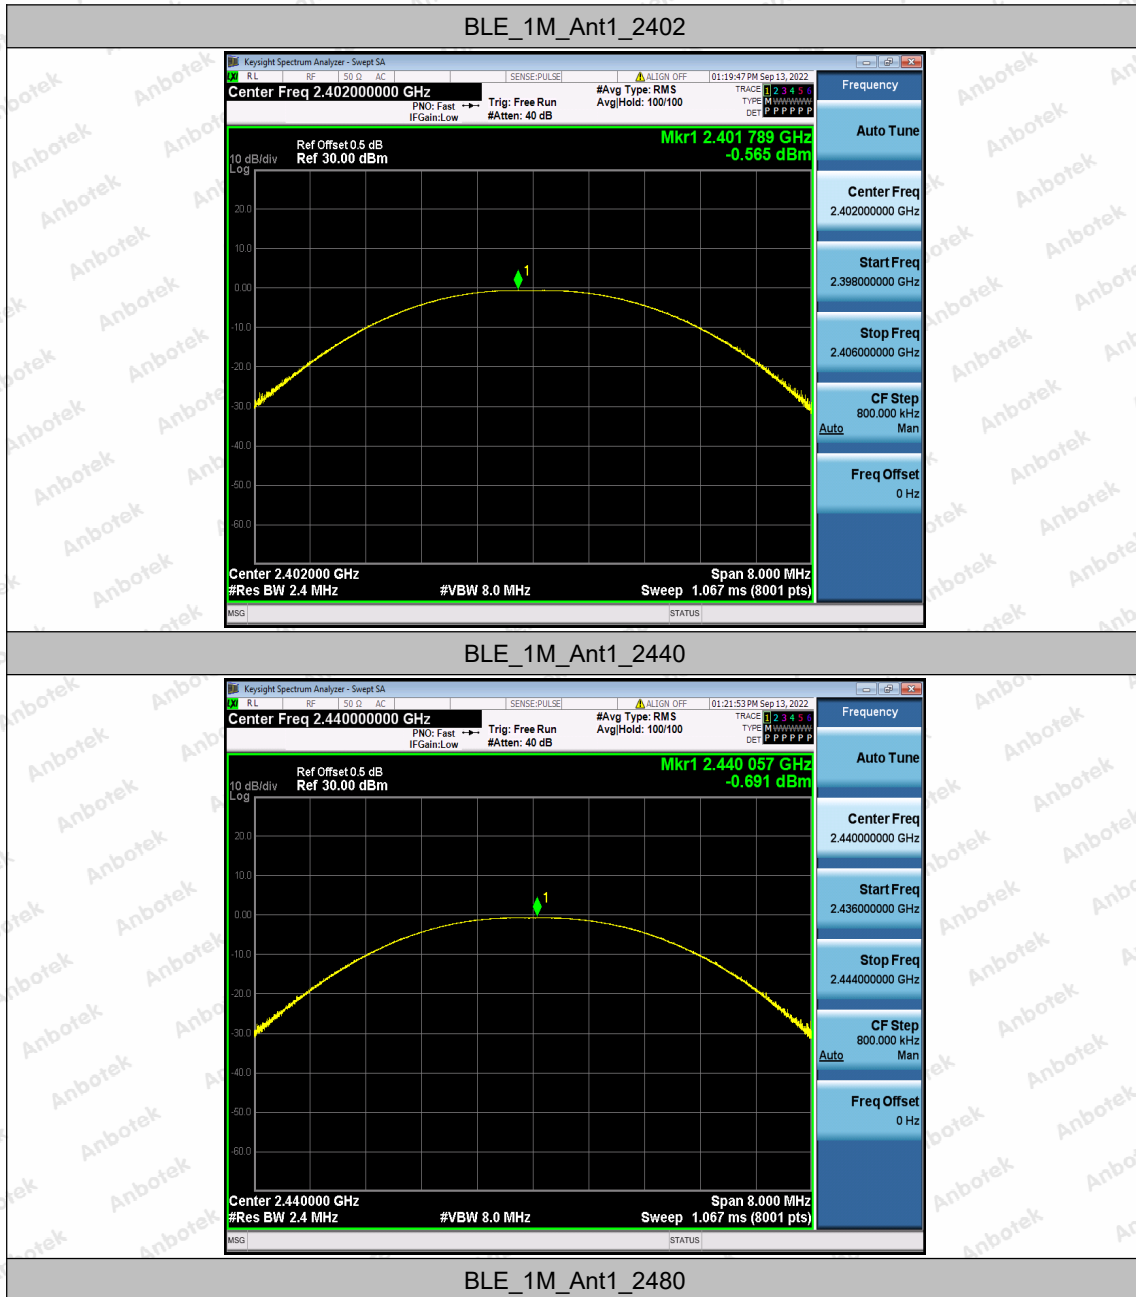 BLE_1M_Ant1_2402
Keysight Spectrum Analyzer - Swept SA
RL RF 50 Ω AC SENSE:PULSE ALIGN OFF 01:19:47 PM Sep 13, 2022
Center Freq 2.402000000 GHz
PNO: Fast
IFGain:Low
Trig: Free Run
#Atten: 40 dB
#Avg Type: RMS
Avg|Hold: 100/100
TRACE 1 2 3 4 5 6
TYPE MWWWWW
DET P P P P P P
Mkr1 2.401 789 GHz
-0.565 dBm
Ref Offset 0.5 dB
10 dB/div Ref 30.00 dBm
Log
20.0
10.0
0.00
-10.0
-20.0
-30.0
-40.0
-50.0
-60.0
1
Center 2.402000 GHz Span 8.000 MHz
#Res BW 2.4 MHz #VBW 8.0 MHz Sweep 1.067 ms (8001 pts)
MSG STATUS
Frequency
Auto Tune
Center Freq
2.402000000 GHz
Start Freq
2.398000000 GHz
Stop Freq
2.406000000 GHz
CF Step
800.000 kHz
Auto Man
Freq Offset
0 Hz
BLE_1M_Ant1_2440
Keysight Spectrum Analyzer - Swept SA
RL RF 50 Ω AC SENSE:PULSE ALIGN OFF 01:21:53 PM Sep 13, 2022
Center Freq 2.440000000 GHz
PNO: Fast
IFGain:Low
Trig: Free Run
#Atten: 40 dB
#Avg Type: RMS
Avg|Hold: 100/100
TRACE 1 2 3 4 5 6
TYPE MWWWWW
DET P P P P P P
Mkr1 2.440 057 GHz
-0.691 dBm
Ref Offset 0.5 dB
10 dB/div Ref 30.00 dBm
Log
20.0
10.0
0.00
-10.0
-20.0
-30.0
-40.0
-50.0
-60.0
1
Center 2.440000 GHz Span 8.000 MHz
#Res BW 2.4 MHz #VBW 8.0 MHz Sweep 1.067 ms (8001 pts)
MSG STATUS
Frequency
Auto Tune
Center Freq
2.440000000 GHz
Start Freq
2.436000000 GHz
Stop Freq
2.444000000 GHz
CF Step
800.000 kHz
Auto Man
Freq Offset
0 Hz
BLE_1M_Ant1_2480
Anbotek